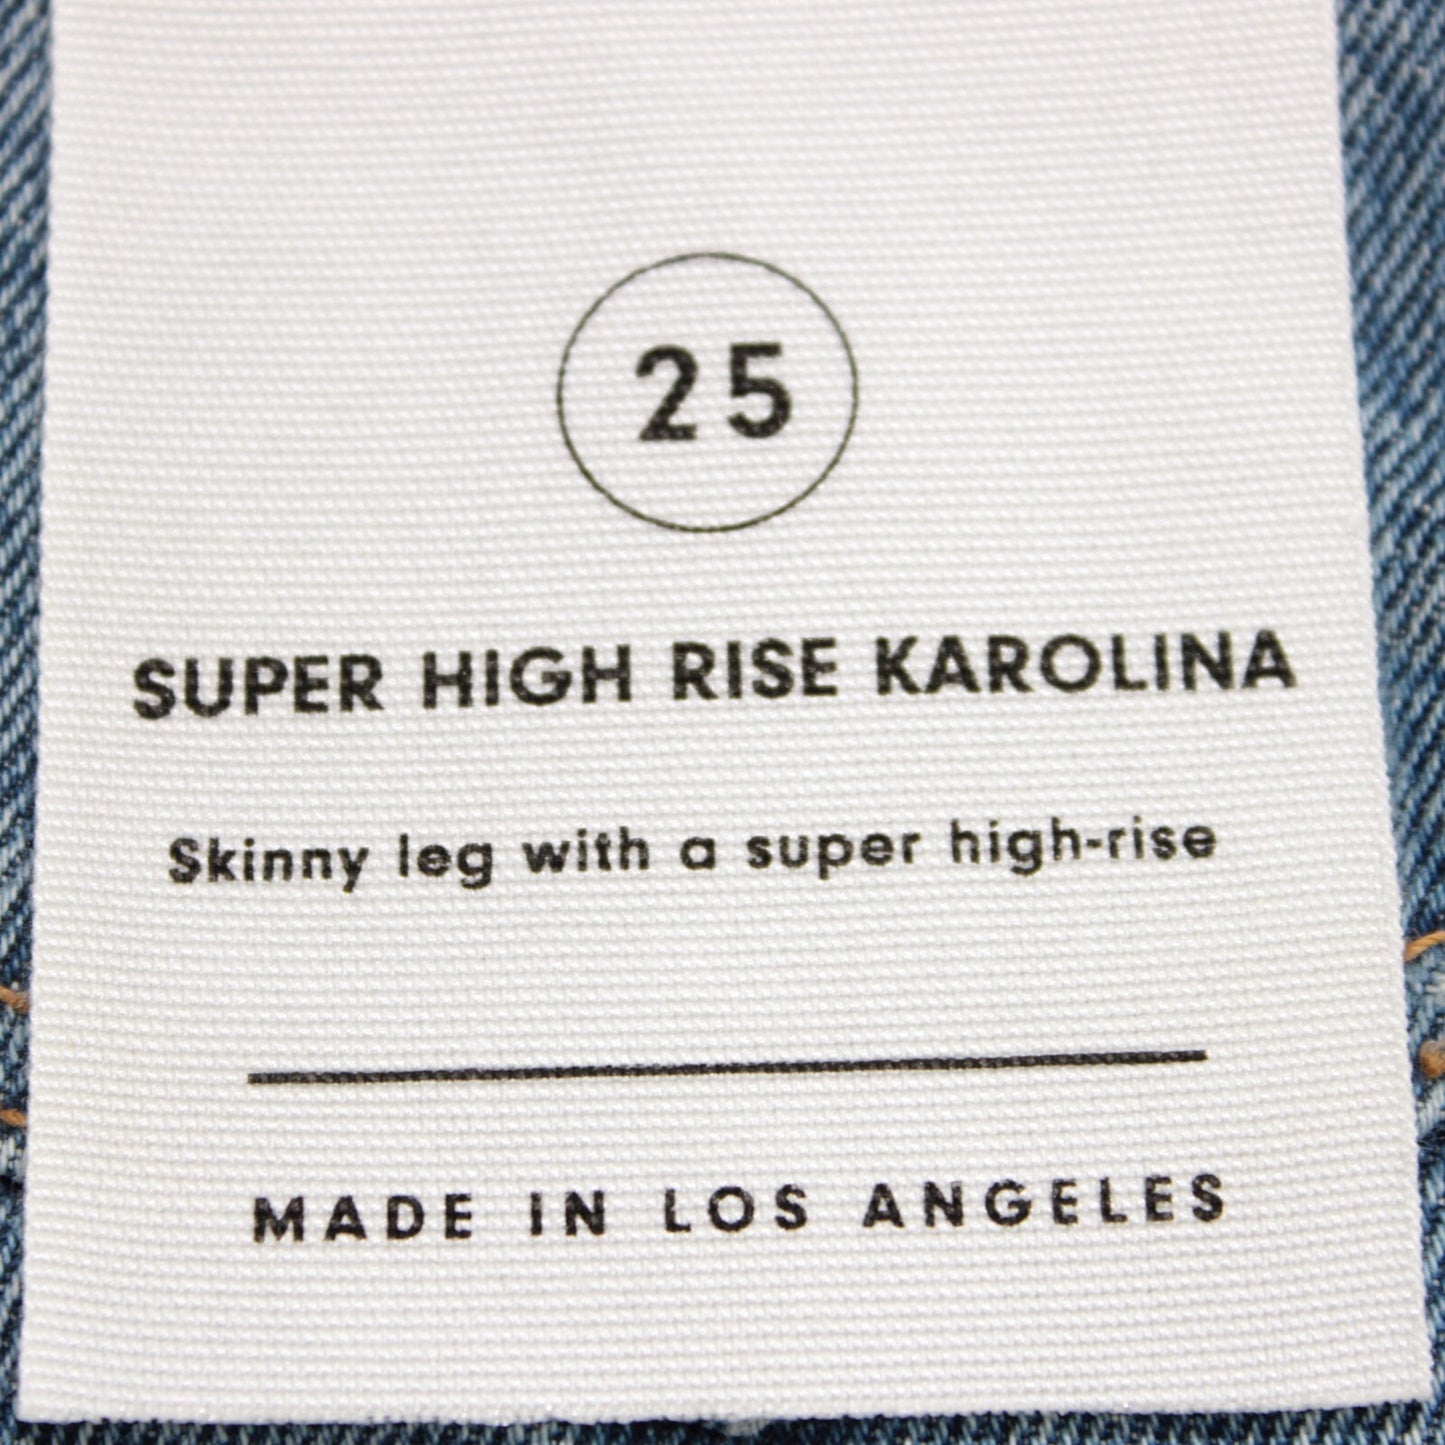 25
SUPER HIGH RISE KAROLINA
Skinny leg with a super high-rise
MADE IN LOS ANGELES